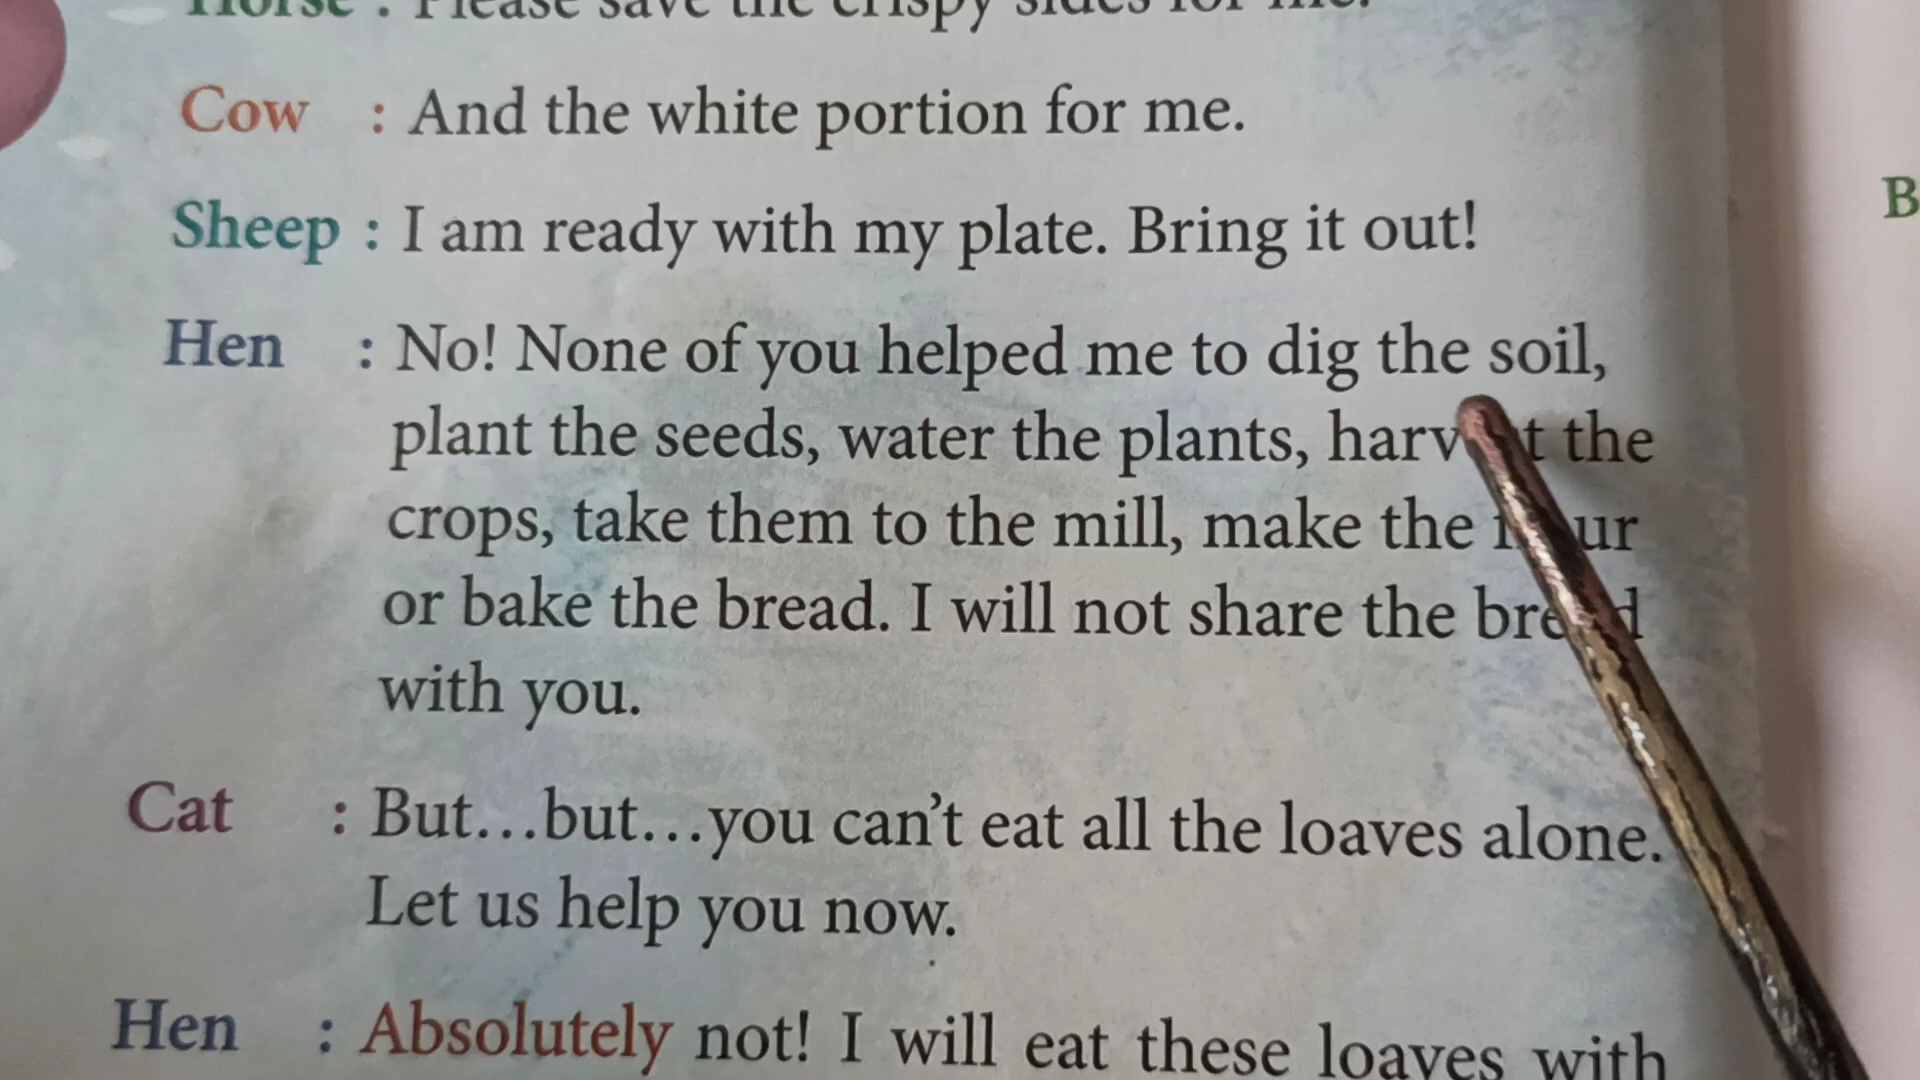 Horse : Please save the crispy sides for me.
Cow : And the white portion for me.
Sheep : I am ready with my plate. Bring it out!
Hen : No! None of you helped me to dig the soil,
plant the seeds, water the plants, the
crops, take them to the mill, make the
or bake the bread. I will not share the bread
with you.
Cat : But...but...you can't eat all the loaves alone.
Let us help you now.
Hen : Absolutely not! I will eat these loaves with